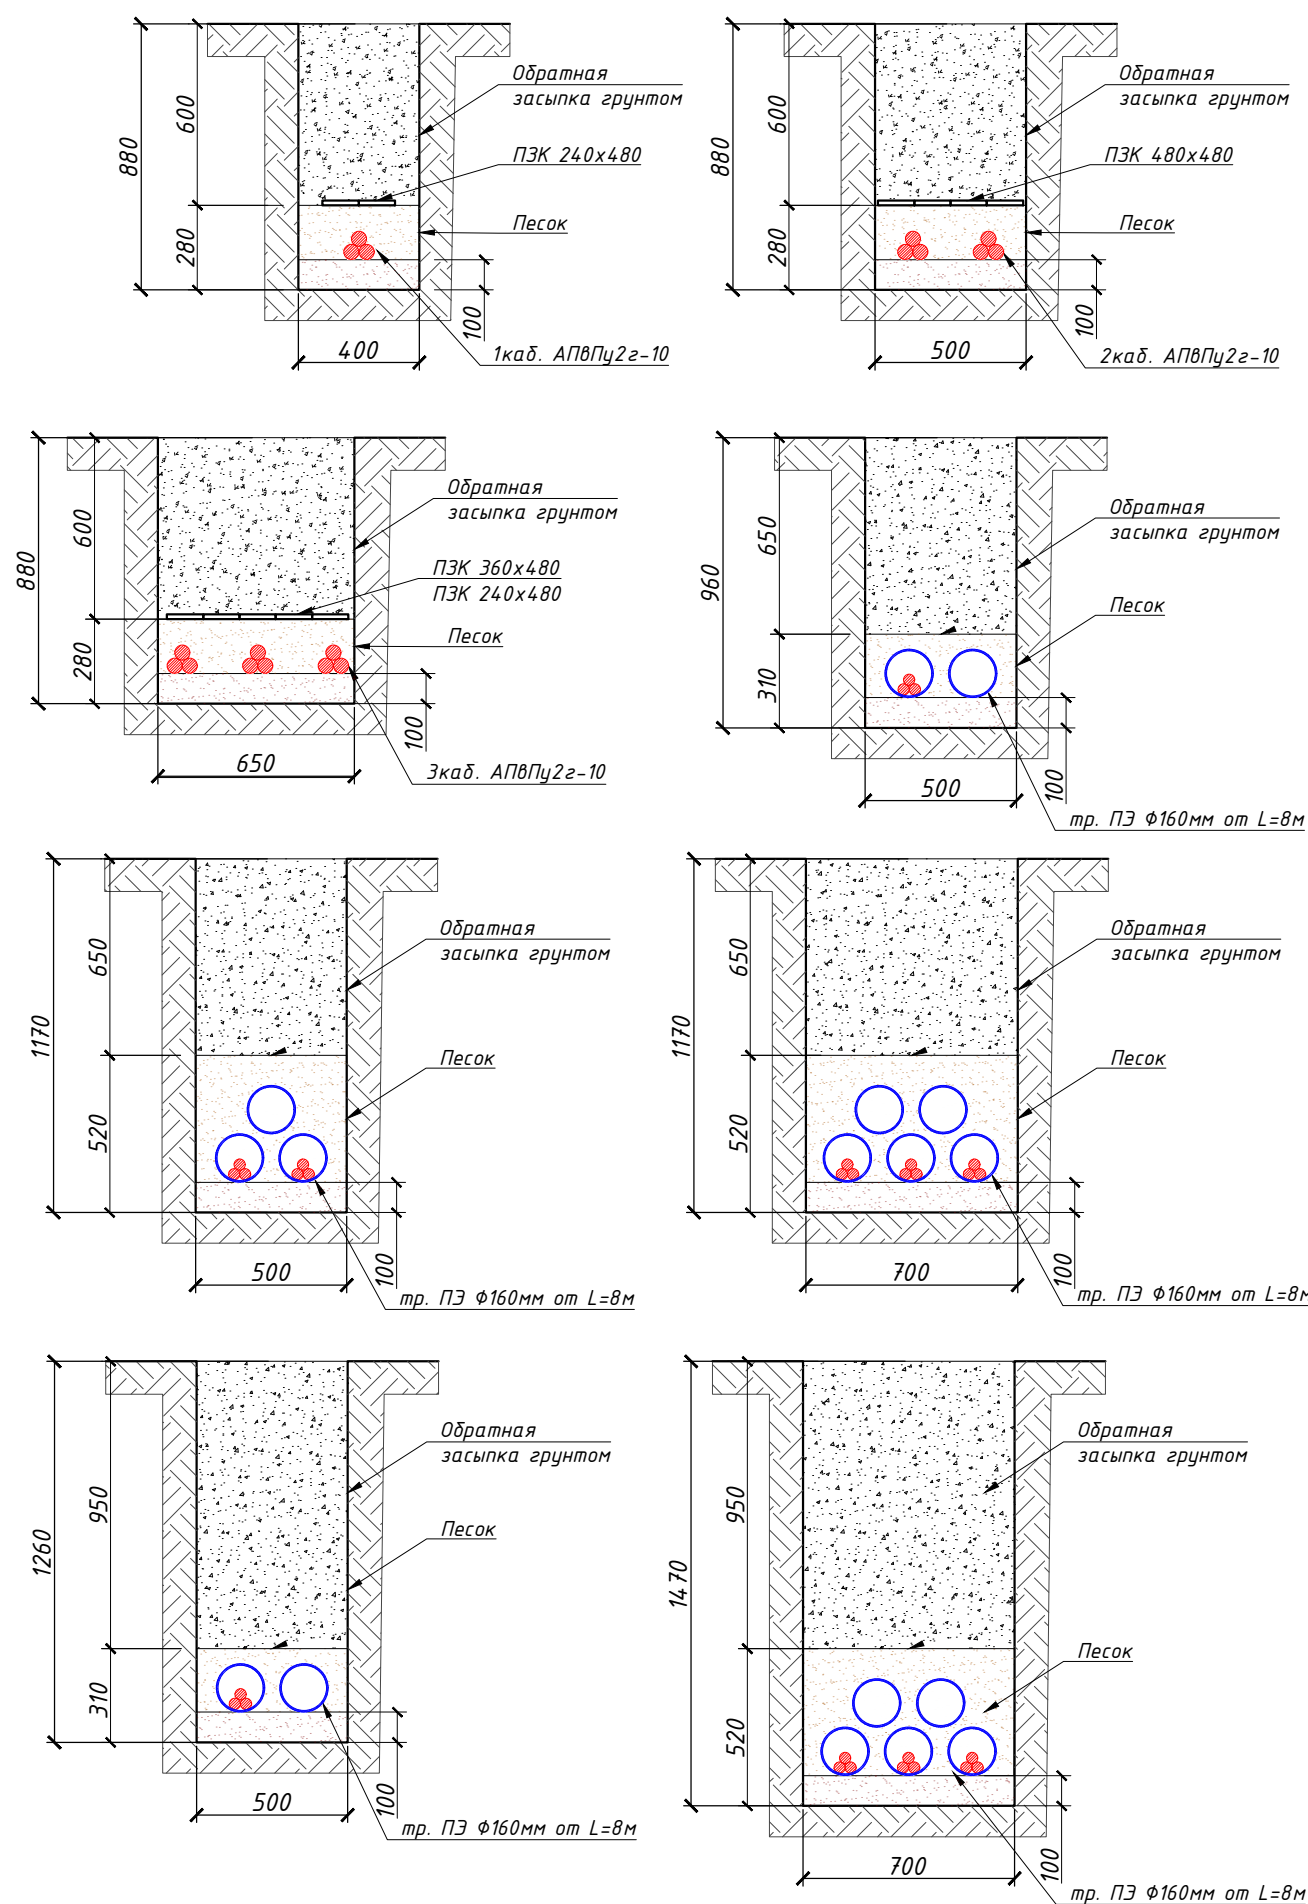 880
600
280
Обратная
засыпка грунтом
ПЗК 240х480
Песок
100
400
1каб. АПвПу2г-10
880
600
280
Обратная
засыпка грунтом
ПЗК 480х480
Песок
100
500
2каб. АПвПу2г-10
880
600
280
Обратная
засыпка грунтом
ПЗК 360х480
ПЗК 240х480
Песок
100
650
3каб. АПвПу2г-10
960
650
310
Обратная
засыпка грунтом
Песок
100
500
тр. ПЭ Ф160мм от L=8м
1170
650
520
Обратная
засыпка грунтом
Песок
100
500
тр. ПЭ Ф160мм от L=8м
1170
650
520
Обратная
засыпка грунтом
Песок
100
700
тр. ПЭ Ф160мм от L=8м
1260
950
310
Обратная
засыпка грунтом
Песок
100
500
тр. ПЭ Ф160мм от L=8м
1470
950
520
Обратная
засыпка грунтом
Песок
100
700
тр. ПЭ Ф160мм от L=8м